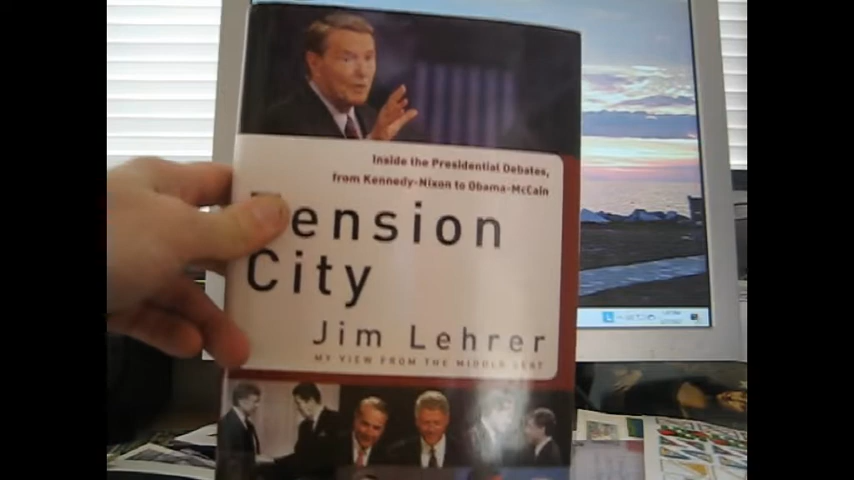 Inside the Presidential Debates,
from Kennedy-Nixon to Obama-McCain
Tension
City
Jim Lehrer
MY VIEW FROM THE MIDDLE SEAT